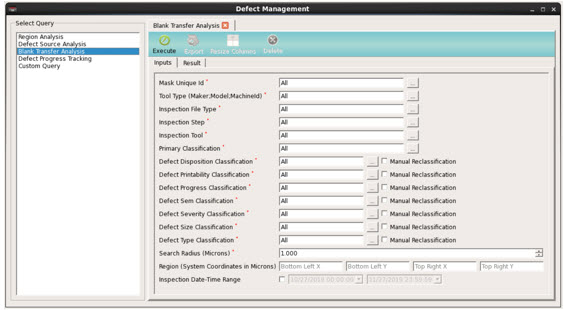 Defect Management
Select Query
Region Analysis
Defect Source Analysis
Blank Transfer Analysis
Defect Progress Tracking
Custom Query
Blank Transfer Analysis
Execute Export Resize Columns Delete
Inputs Result
Mask Unique Id * All ...
Tool Type (Maker;Model;MachineId) * All ...
Inspection File Type * All ...
Inspection Step * All ...
Inspection Tool * All ...
Primary Classification * All ...
Defect Disposition Classification * All ... Manual Reclassification
Defect Printability Classification * All ... Manual Reclassification
Defect Progress Classification * All ... Manual Reclassification
Defect Sem Classification * All ... Manual Reclassification
Defect Severity Classification * All ... Manual Reclassification
Defect Size Classification * All ... Manual Reclassification
Defect Type Classification * All ... Manual Reclassification
Search Radius (Microns) * 1.000
Region (System Coordinates in Microns) Bottom Left X Bottom Left Y Top Right X Top Right Y
Inspection Date-Time Range